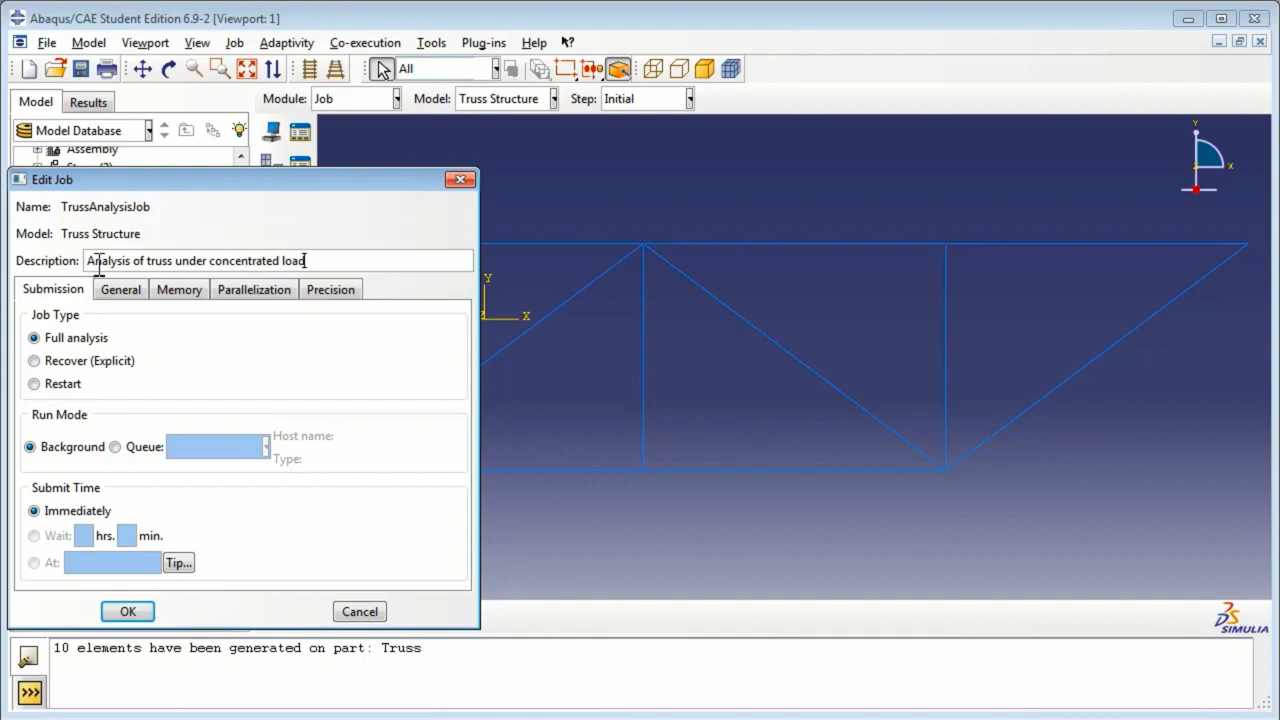 Abaqus/CAE Student Edition 6.9-2 [Viewport: 1]
File Model Viewport View Job Adaptivity Co-execution Tools Plug-ins Help
All
Model Results
Module: Job Model: Truss Structure Step: Initial
Model Database
Assembly
Edit Job
Name: TrussAnalysisJob
Model: Truss Structure
Description: Analysis of truss under concentrated load
Submission General Memory Parallelization Precision
Job Type
Full analysis
Recover (Explicit)
Restart
Run Mode
Background Queue: Host name:
Type:
Submit Time
Immediately
Wait: hrs. min.
At: Tip...
OK Cancel
Y
X
Y
X
SIMULIA
10 elements have been generated on part: Truss
>>>